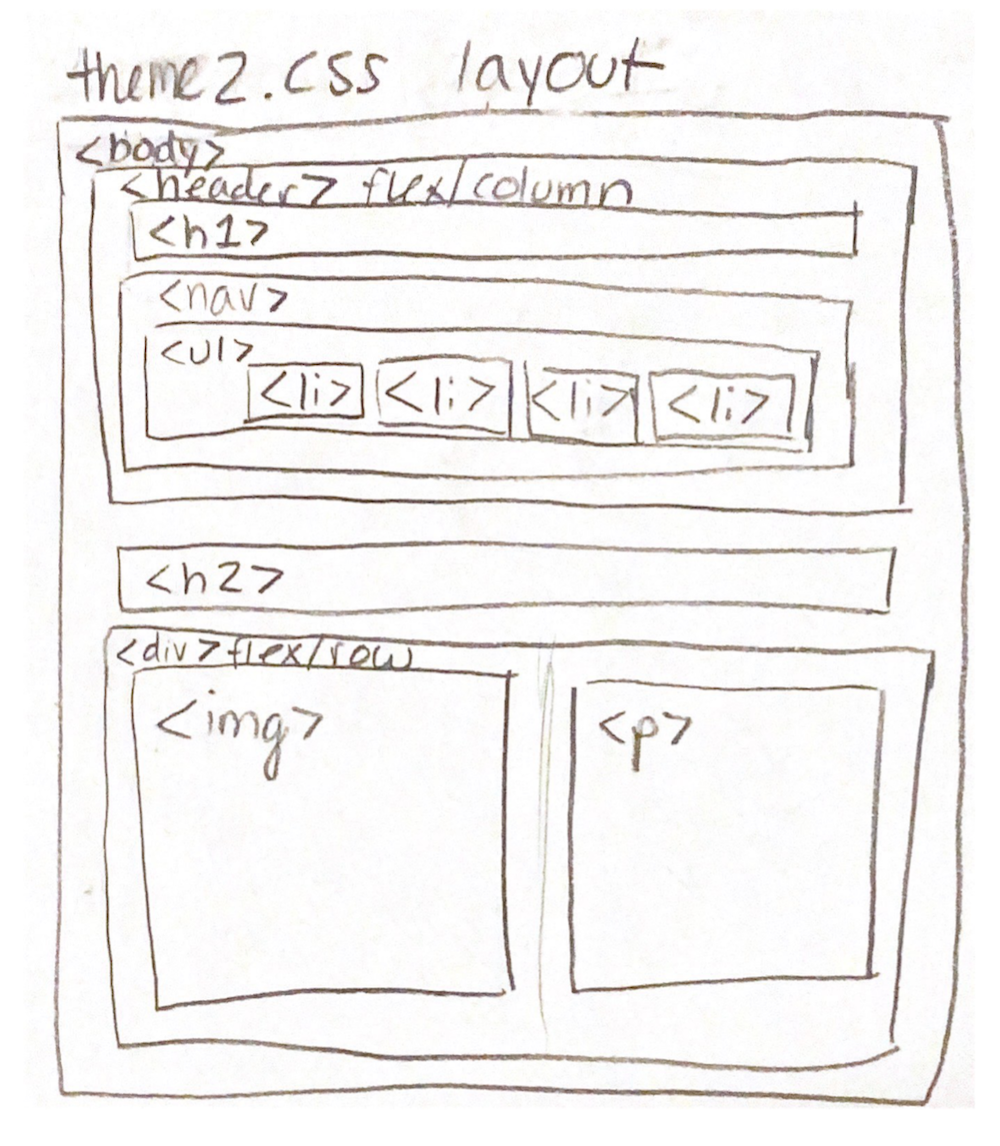 theme2.css layout
<body>
<header> flex/column
<h1>
<nav>
<ul>
<li> <li> <li> <li>
<h2>
<div> flex/row
<img> <p>